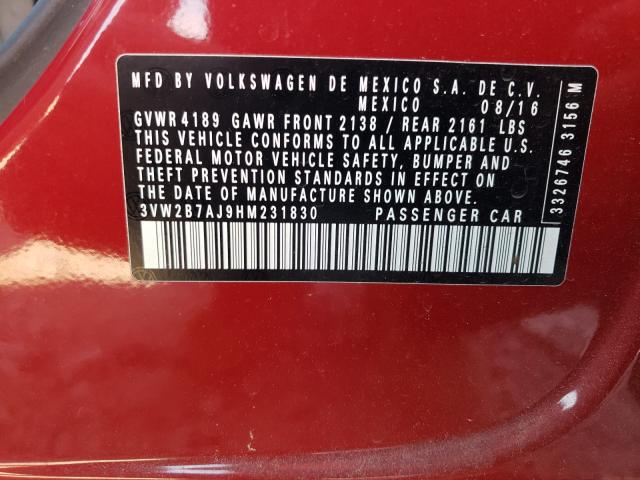 MFD BY VOLKSWAGEN DE MEXICO S.A. DE C.V.
MEXICO 08/16
GVWR 4189 GAWR FRONT 2138 / REAR 2161 LBS
THIS VEHICLE CONFORMS TO ALL APPLICABLE U.S.
FEDERAL MOTOR VEHICLE SAFETY, BUMPER AND
THEFT PREVENTION STANDARDS IN EFFECT ON
THE DATE OF MANUFACTURE SHOWN ABOVE.
3VW2B7AJ9HM231830 PASSENGER CAR
3326746 3156 M